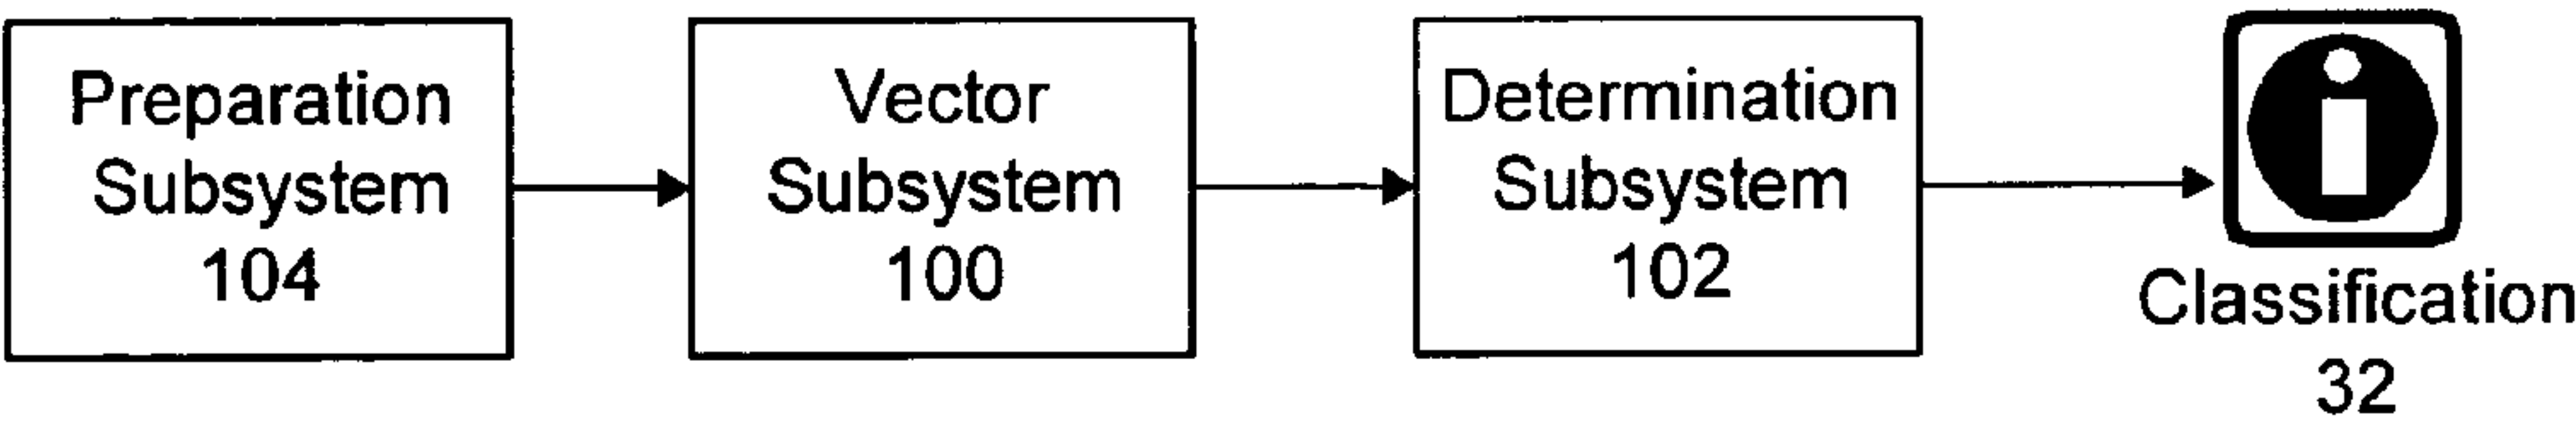 Preparation
Subsystem
104
Vector
Subsystem
100
Determination
Subsystem
102
Classification
32